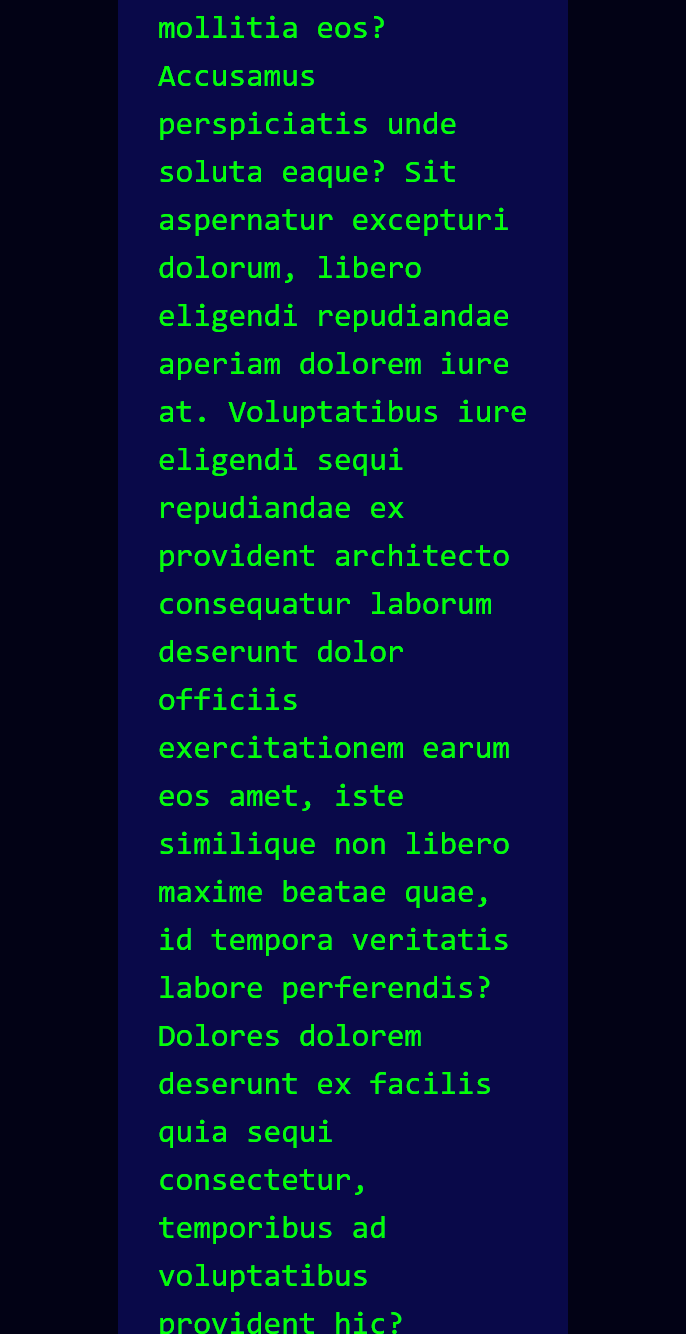 mollitia eos?
Accusamus
perspiciatis unde
soluta eaque? Sit
aspernatur excepturi
dolorum, libero
eligendi repudiandae
aperiam dolorem iure
at. Voluptatibus iure
eligendi sequi
repudiandae ex
provident architecto
consequatur laborum
deserunt dolor
officiis
exercitationem earum
eos amet, iste
similique non libero
maxime beatae quae,
id tempora veritatis
labore perferendis?
Dolores dolorem
deserunt ex facilis
quia sequi
consectetur,
temporibus ad
voluptatibus
provident hic?